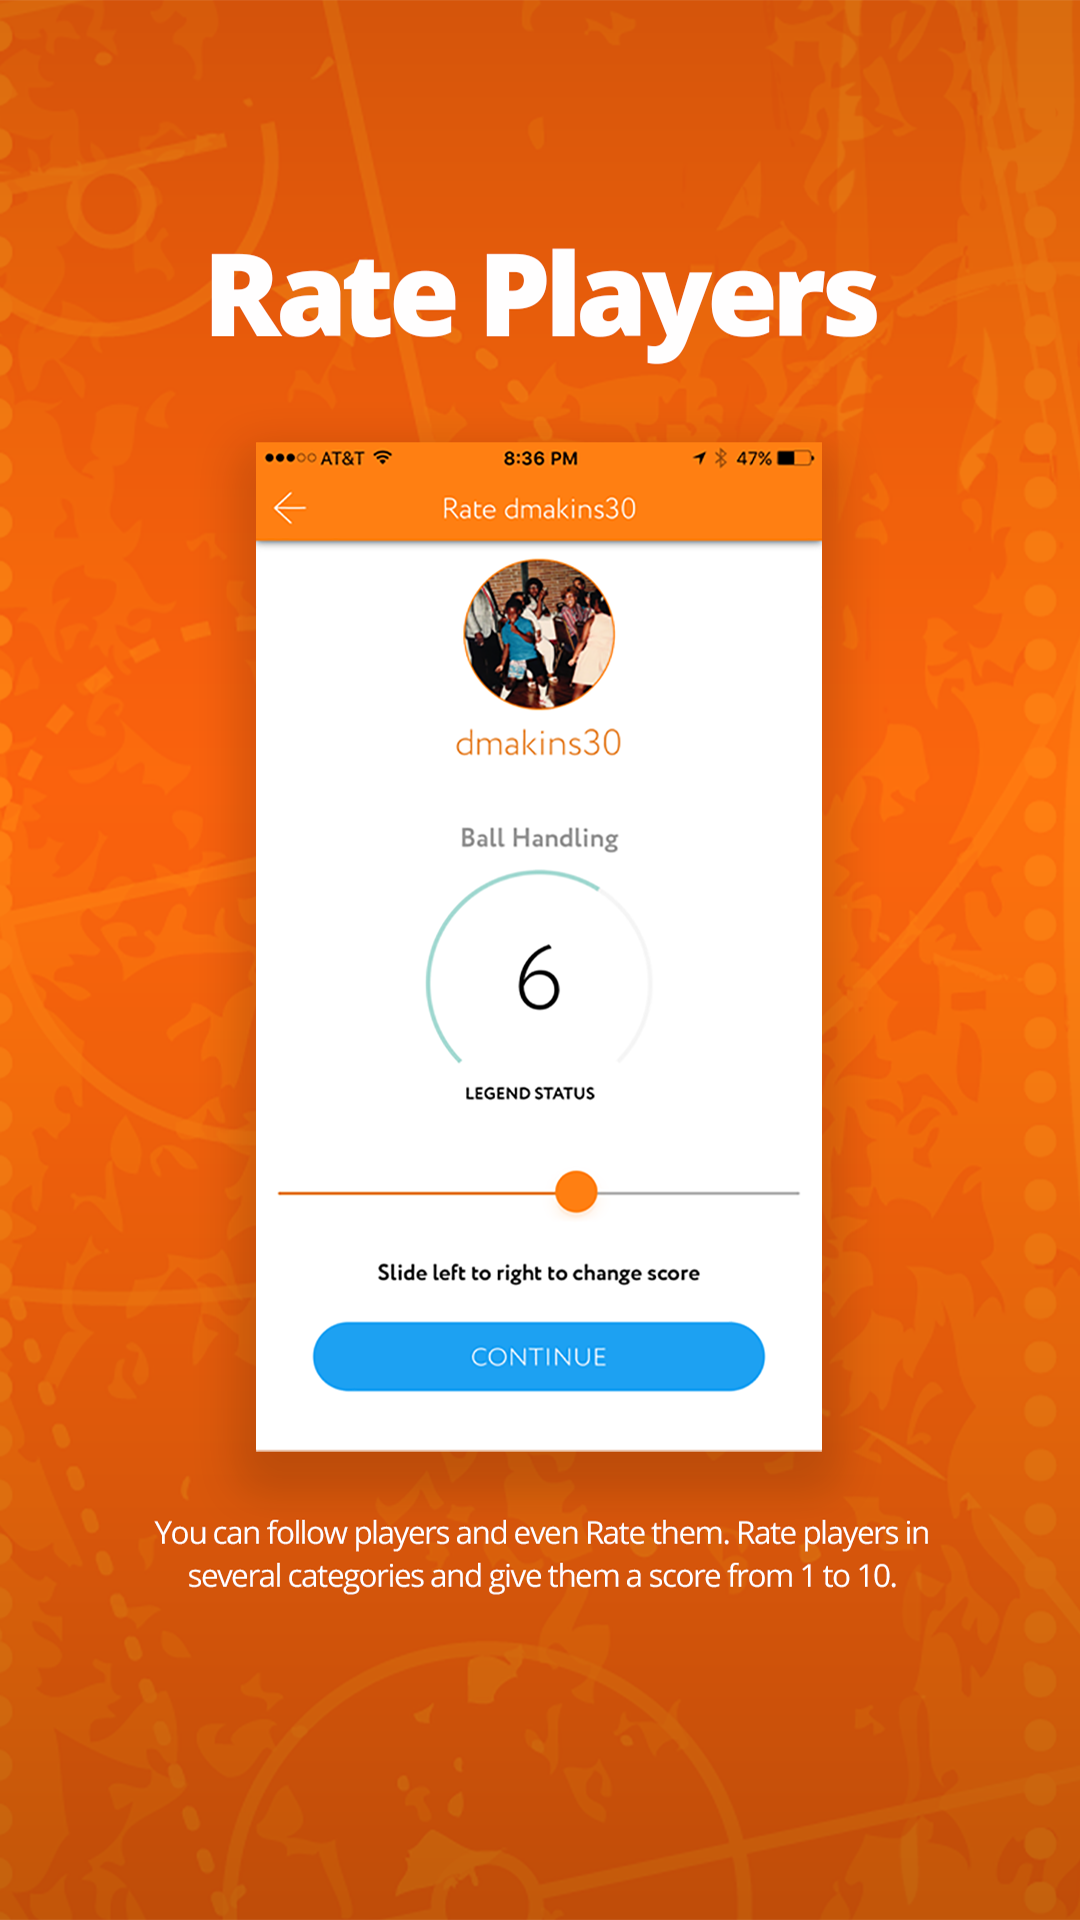 Rate Players
AT&T 8:36 PM 47%
Rate dmakins30
dmakins30
Ball Handling
6
LEGEND STATUS
Slide left to right to change score
CONTINUE
You can follow players and even Rate them. Rate players in
several categories and give them a score from 1 to 10.